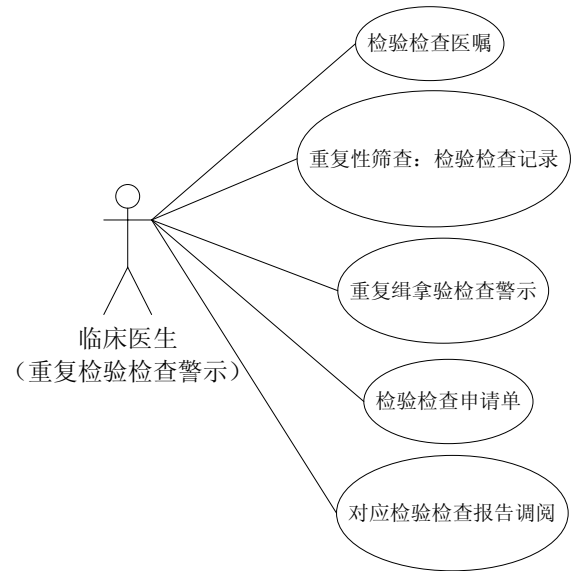 检验检查医嘱
重复性筛查：检验检查记录
重复缉拿验检查警示
检验检查申请单
对应检验检查报告调阅
临床医生
（重复检验检查警示）